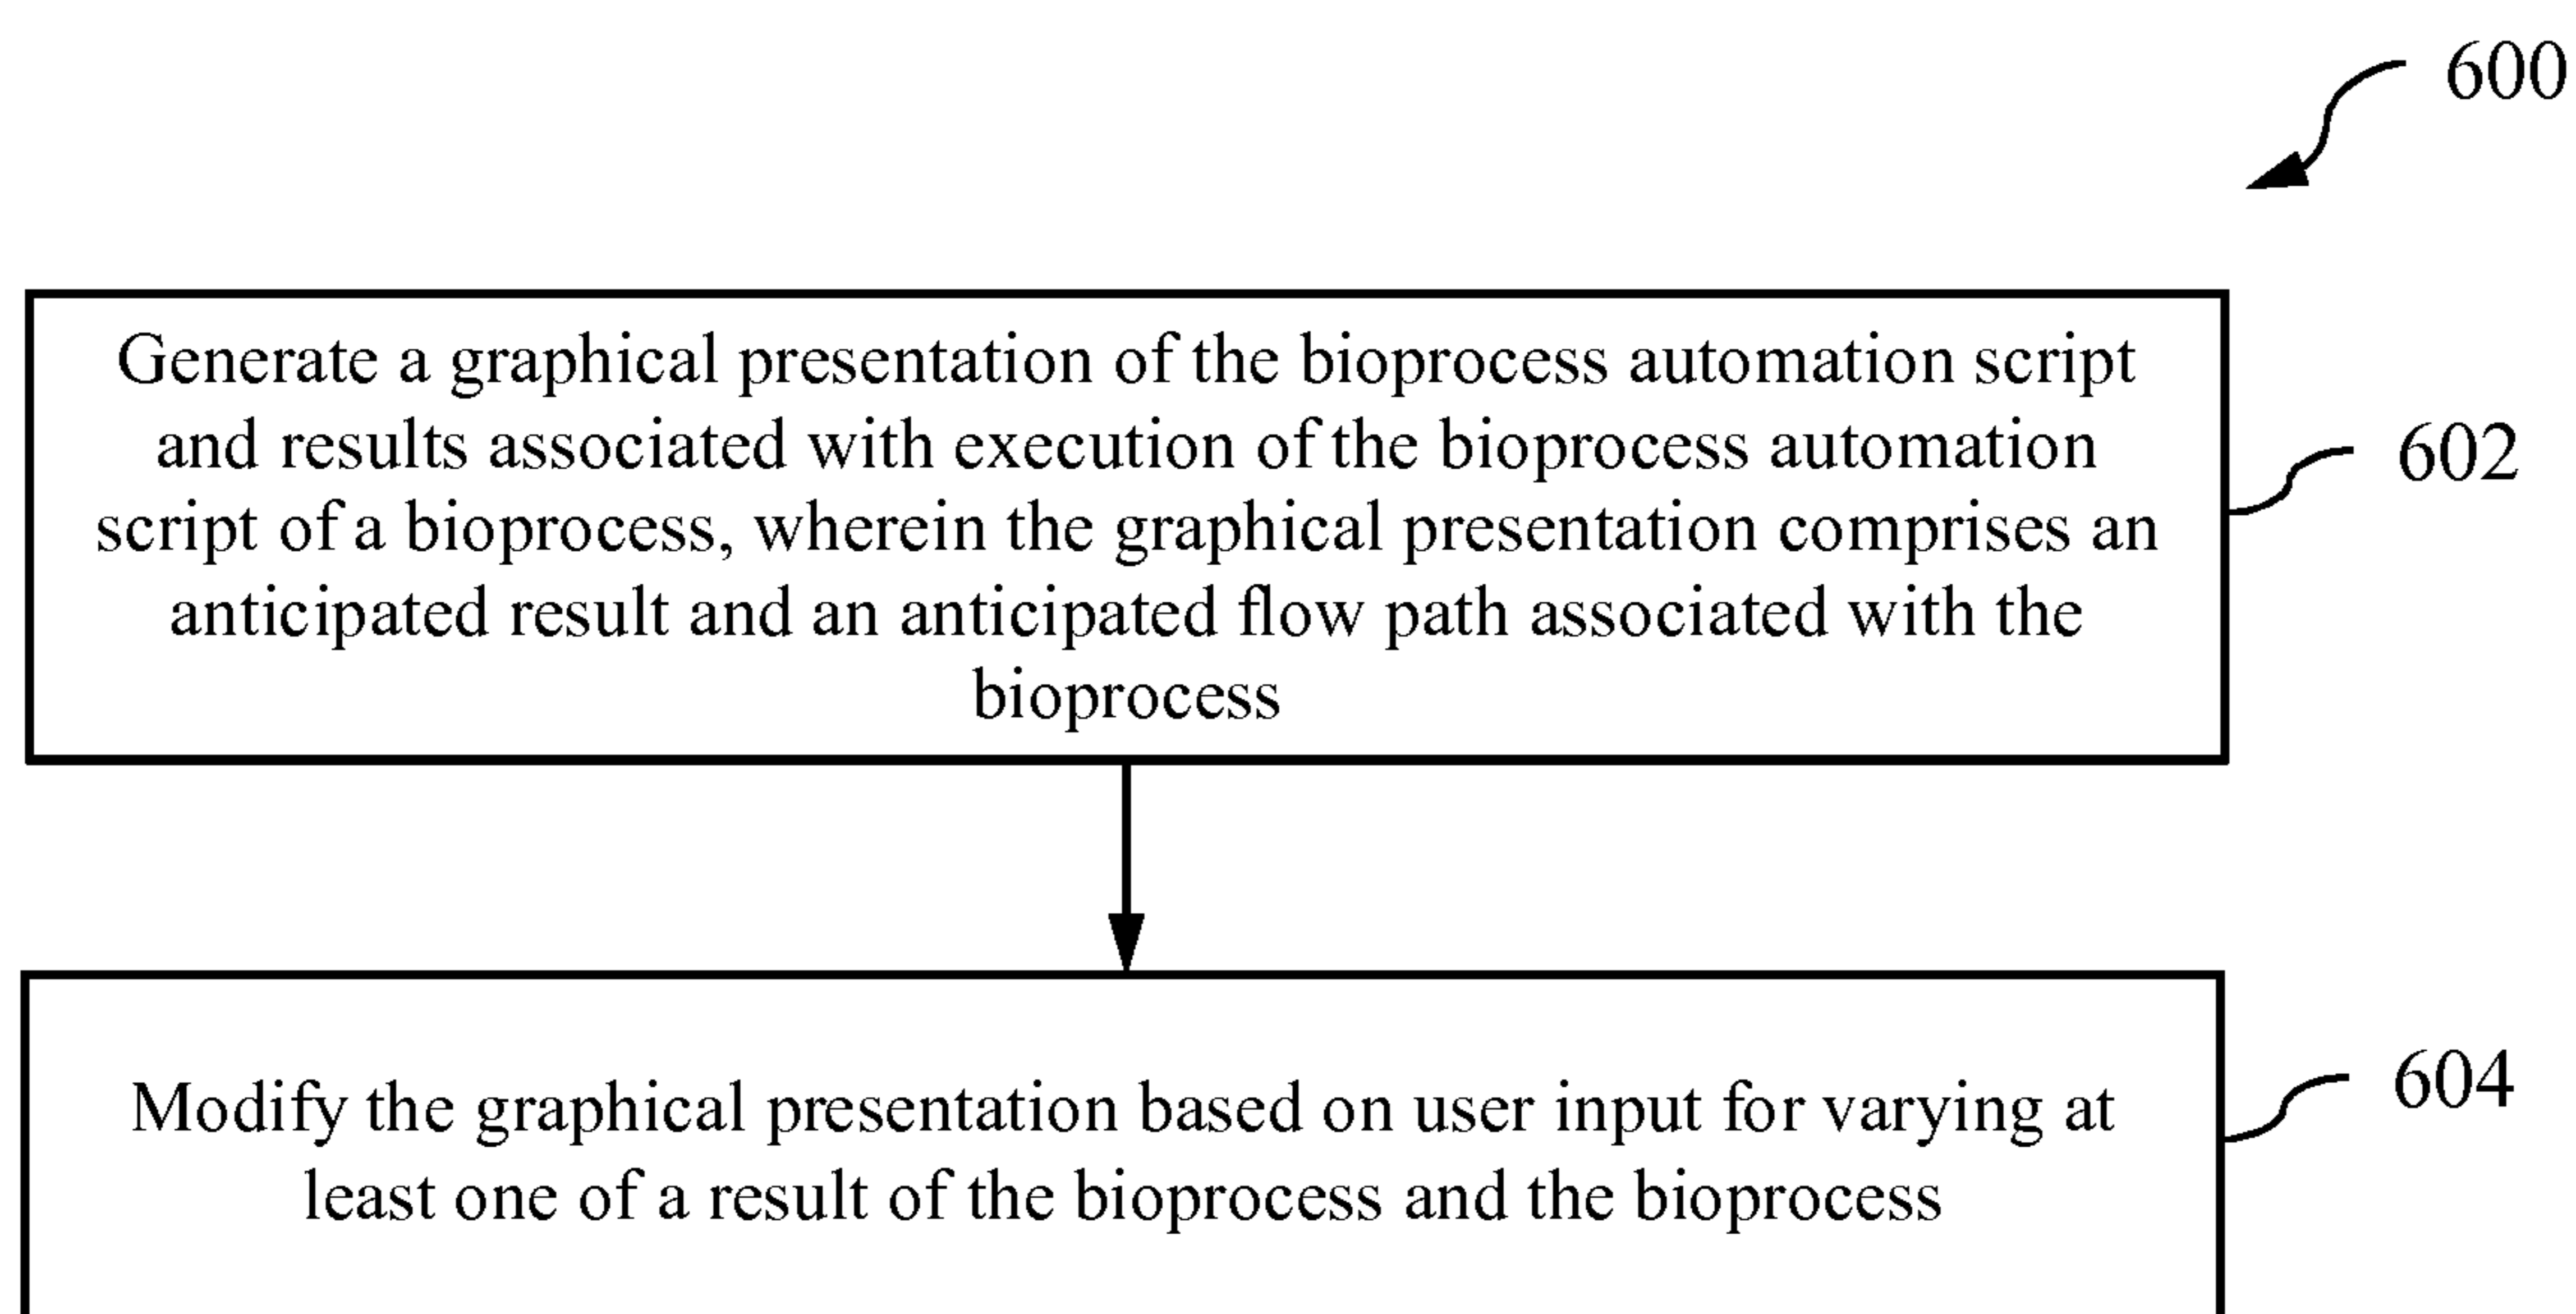 600
Generate a graphical presentation of the bioprocess automation script
and results associated with execution of the bioprocess automation
script of a bioprocess, wherein the graphical presentation comprises an
anticipated result and an anticipated flow path associated with the
bioprocess
602
Modify the graphical presentation based on user input for varying at
least one of a result of the bioprocess and the bioprocess
604